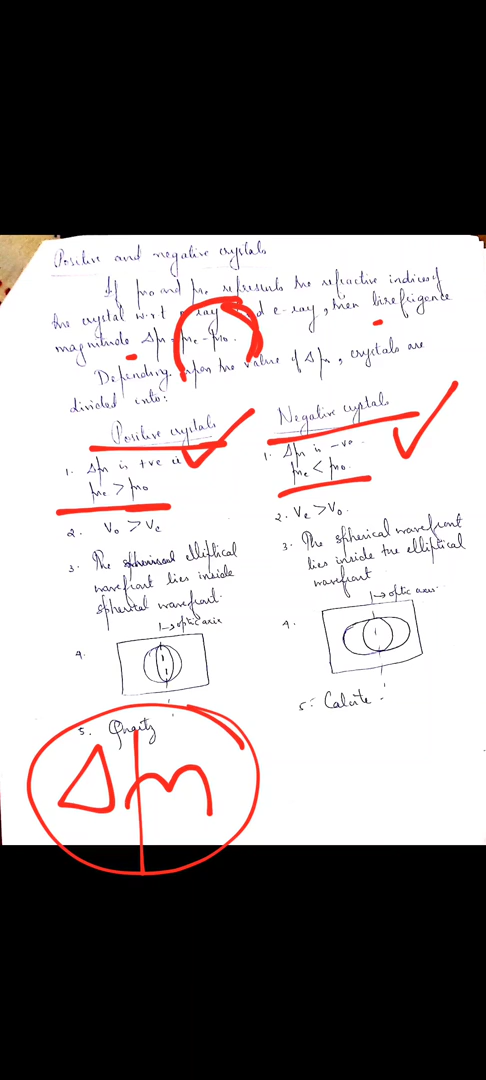 Positive and negative crystals
If μo and μe represents the refractive indices of
the crystal w.r.t ray d e-ray, then birefrigence
magnitude Δμ = μe - μo.
Depending upon the value of Δμ, crystals are
divided into:
Positive crystals
1. Δμ is +ve i.e
μe > μo
2. Vo > Ve
3. The elliptical
wavefront lies inside
spherical wavefront.
4. 1→ optic axis
5. Quartz
Negative crystals
1. Δμ is -ve.
μe < μo.
2. Ve > Vo.
3. The spherical wavefront
lies inside the elliptical
wavefront
4. 1→ optic axis
5. Calcite.
Δμ